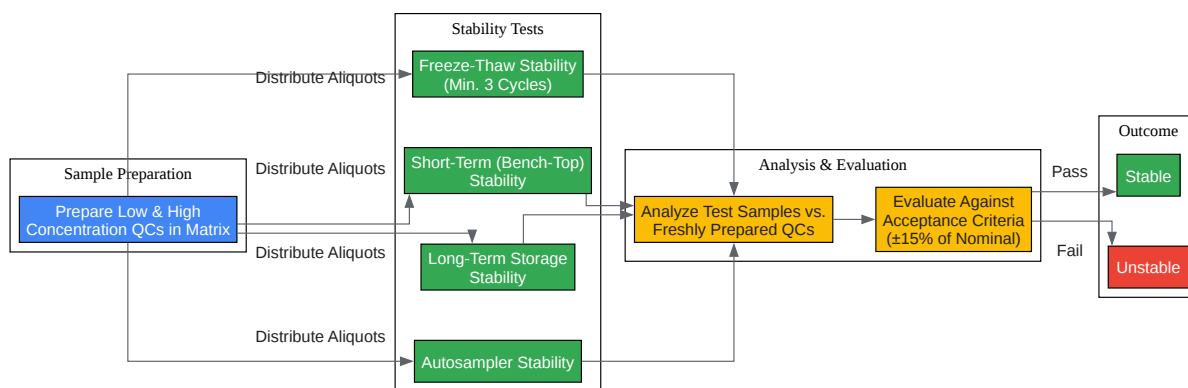 Stability Tests
Freeze-Thaw Stability
(Min. 3 Cycles)
Distribute Aliquots
Outcome
Sample Preparation
Distribute Aliquots
Short-Term (Bench-Top)
Stability
Analysis & Evaluation
Pass
Stable
Prepare Low & High
Concentration QCs in Matrix
Analyze Test Samples vs.
Freshly Prepared QCs
Evaluate Against
Acceptance Criteria
(±15% of Nominal)
Distribute Aliquots
Long-Term Storage
Stability
Fail
Unstable
Distribute Aliquots
Autosampler Stability